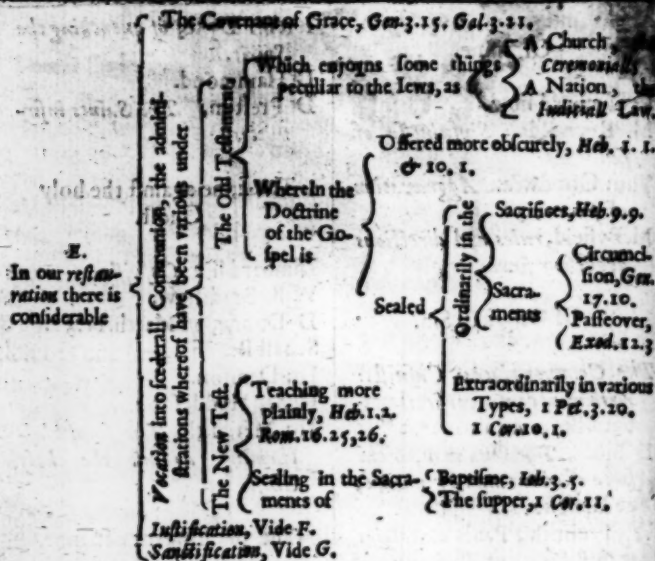 The Covenant of Grace, Gen. 3. 15. Gal. 3. 21.
E.
In our restau-
ration there is
considerable
Vocation into foederall Communion, the admini-
strations whereof have been various under
The Old Testament,
Which enjoyns some things
peculiar to the Iews, as
A Church,
Ceremoniall
A Nation, the
Iudiciall Law.
Wherein the
Doctrine
of the Go-
spel is
Offered more obscurely, Heb. 1. 1.
& 10. 1.
Sealed
Ordinarily in the
Sacrifices, Heb. 9. 9.
Sacra-
ments
Circumci-
sion, Gen.
17. 10.
Passeover,
Exod. 12. 3
Extraordinarily in various
Types, 1 Pet. 3. 20.
1 Cor. 10. 1.
The New Test.
Teaching more
plainly, Heb. 1. 2.
Rom. 16. 25, 26.
Sealing in the Sacra-
ments of
Baptisme, Ioh. 3. 5.
The supper, 1 Cor. 11.
Iustification, Vide F.
Sanctification, Vide G.